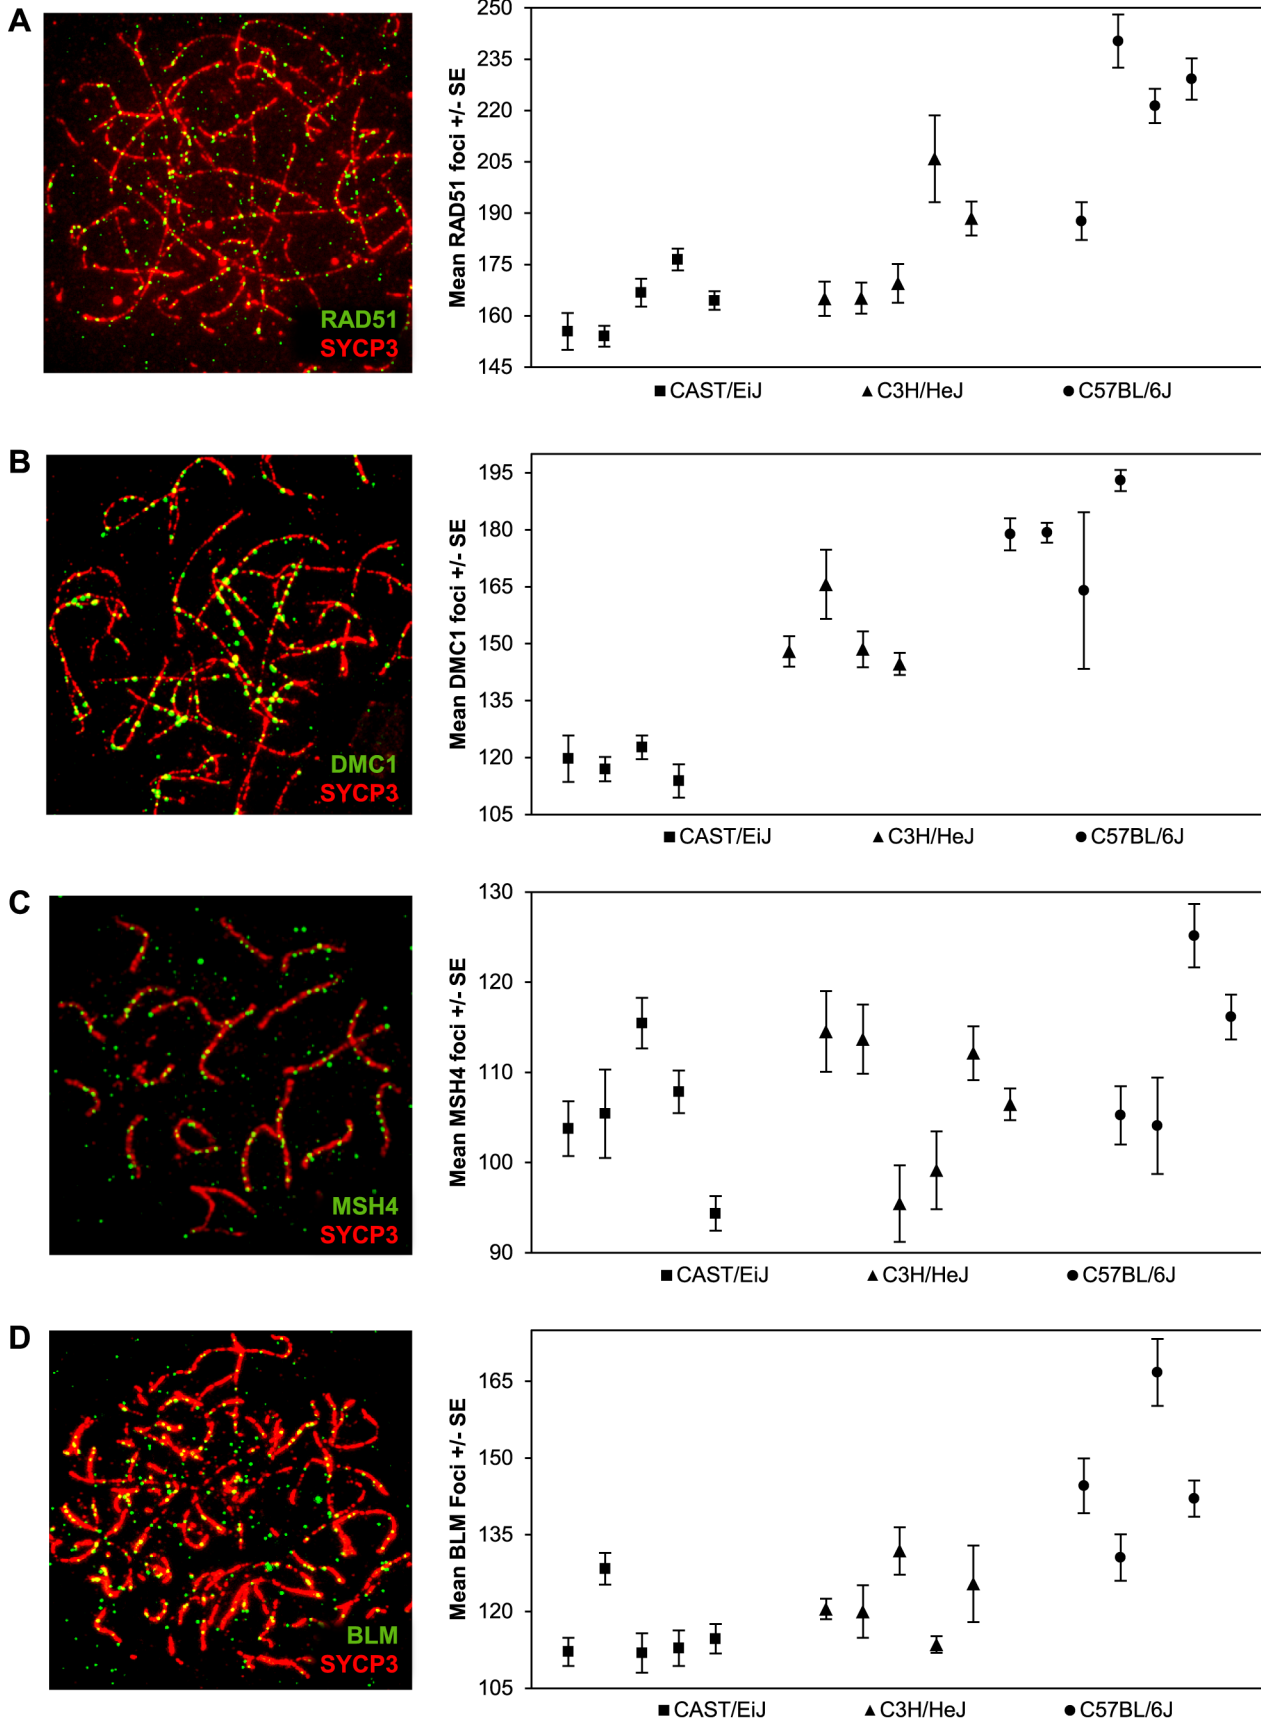 A
RAD51
SYCP3
Mean RAD51 foci +/- SE
250
235
220
205
190
175
160
145
CAST/EiJ C3H/HeJ C57BL/6J
B
DMC1
SYCP3
Mean DMC1 foci +/- SE
195
180
165
150
135
120
105
CAST/EiJ C3H/HeJ C57BL/6J
C
MSH4
SYCP3
Mean MSH4 foci +/- SE
130
120
110
100
90
CAST/EiJ C3H/HeJ C57BL/6J
D
BLM
SYCP3
Mean BLM Foci +/- SE
165
150
135
120
105
CAST/EiJ C3H/HeJ C57BL/6J